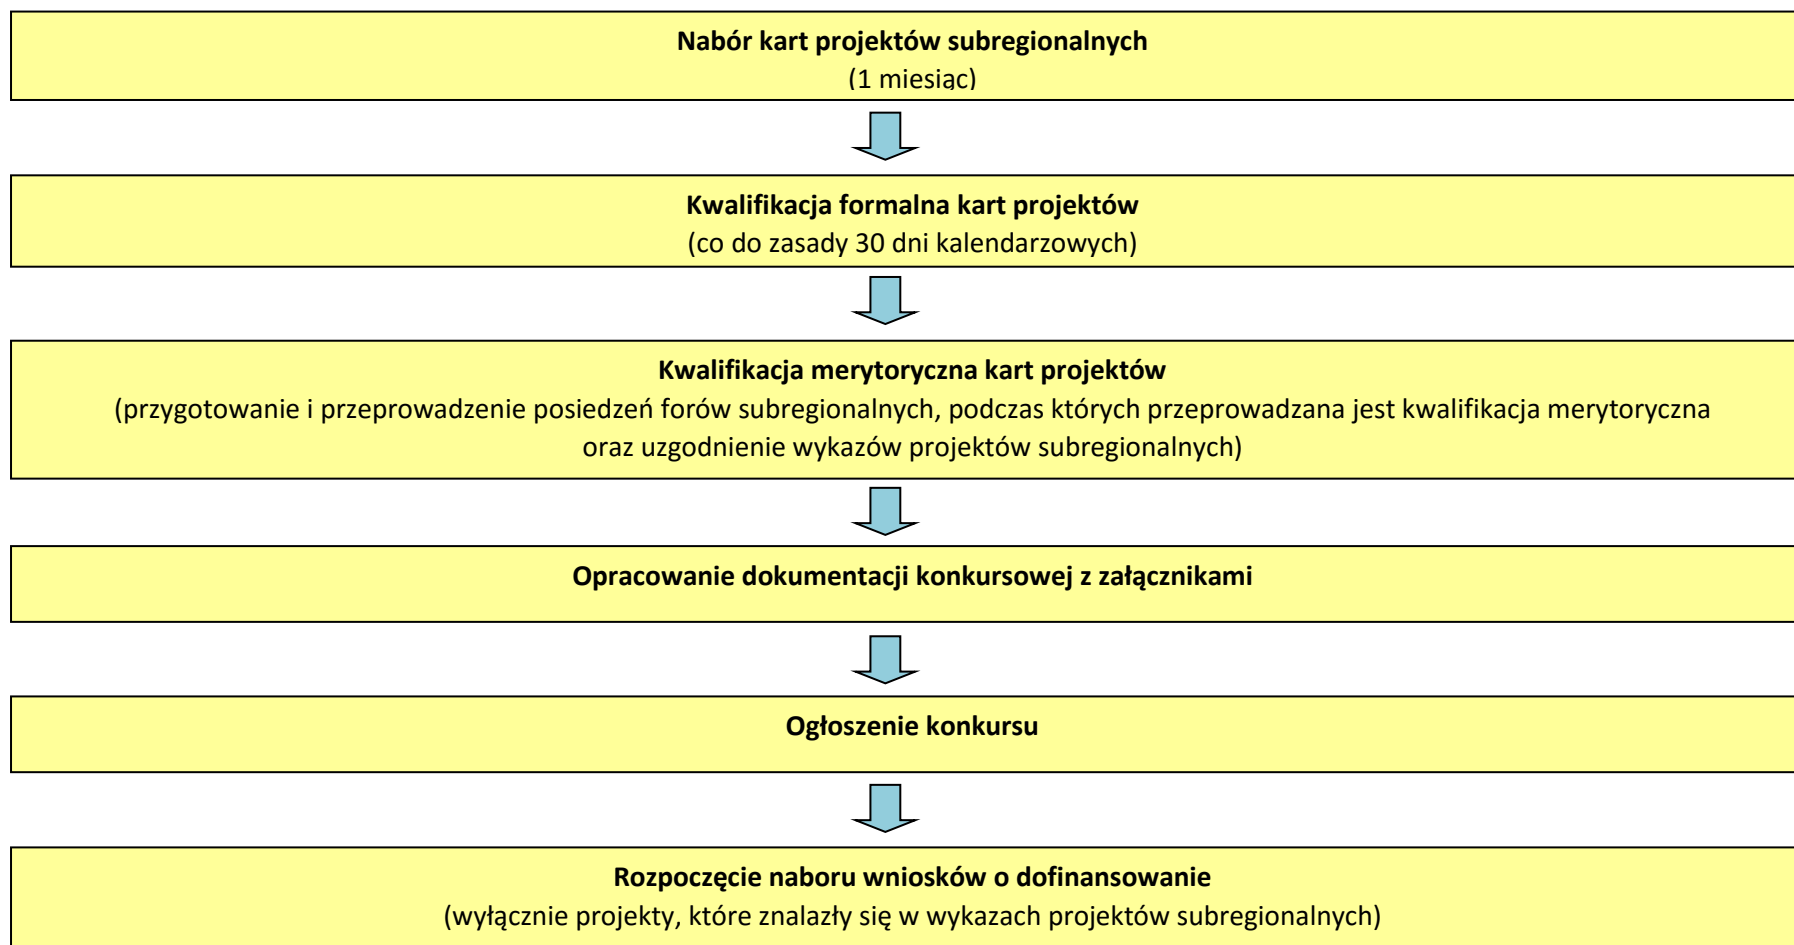 Nabór kart projektów subregionalnych
(1 miesiąc)
Kwalifikacja formalna kart projektów
(co do zasady 30 dni kalendarzowych)
Kwalifikacja merytoryczna kart projektów
(przygotowanie i przeprowadzenie posiedzeń forów subregionalnych, podczas których przeprowadzana jest kwalifikacja merytoryczna
oraz uzgodnienie wykazów projektów subregionalnych)
Opracowanie dokumentacji konkursowej z załącznikami
Ogłoszenie konkursu
Rozpoczęcie naboru wniosków o dofinansowanie
(wyłącznie projekty, które znalazły się w wykazach projektów subregionalnych)